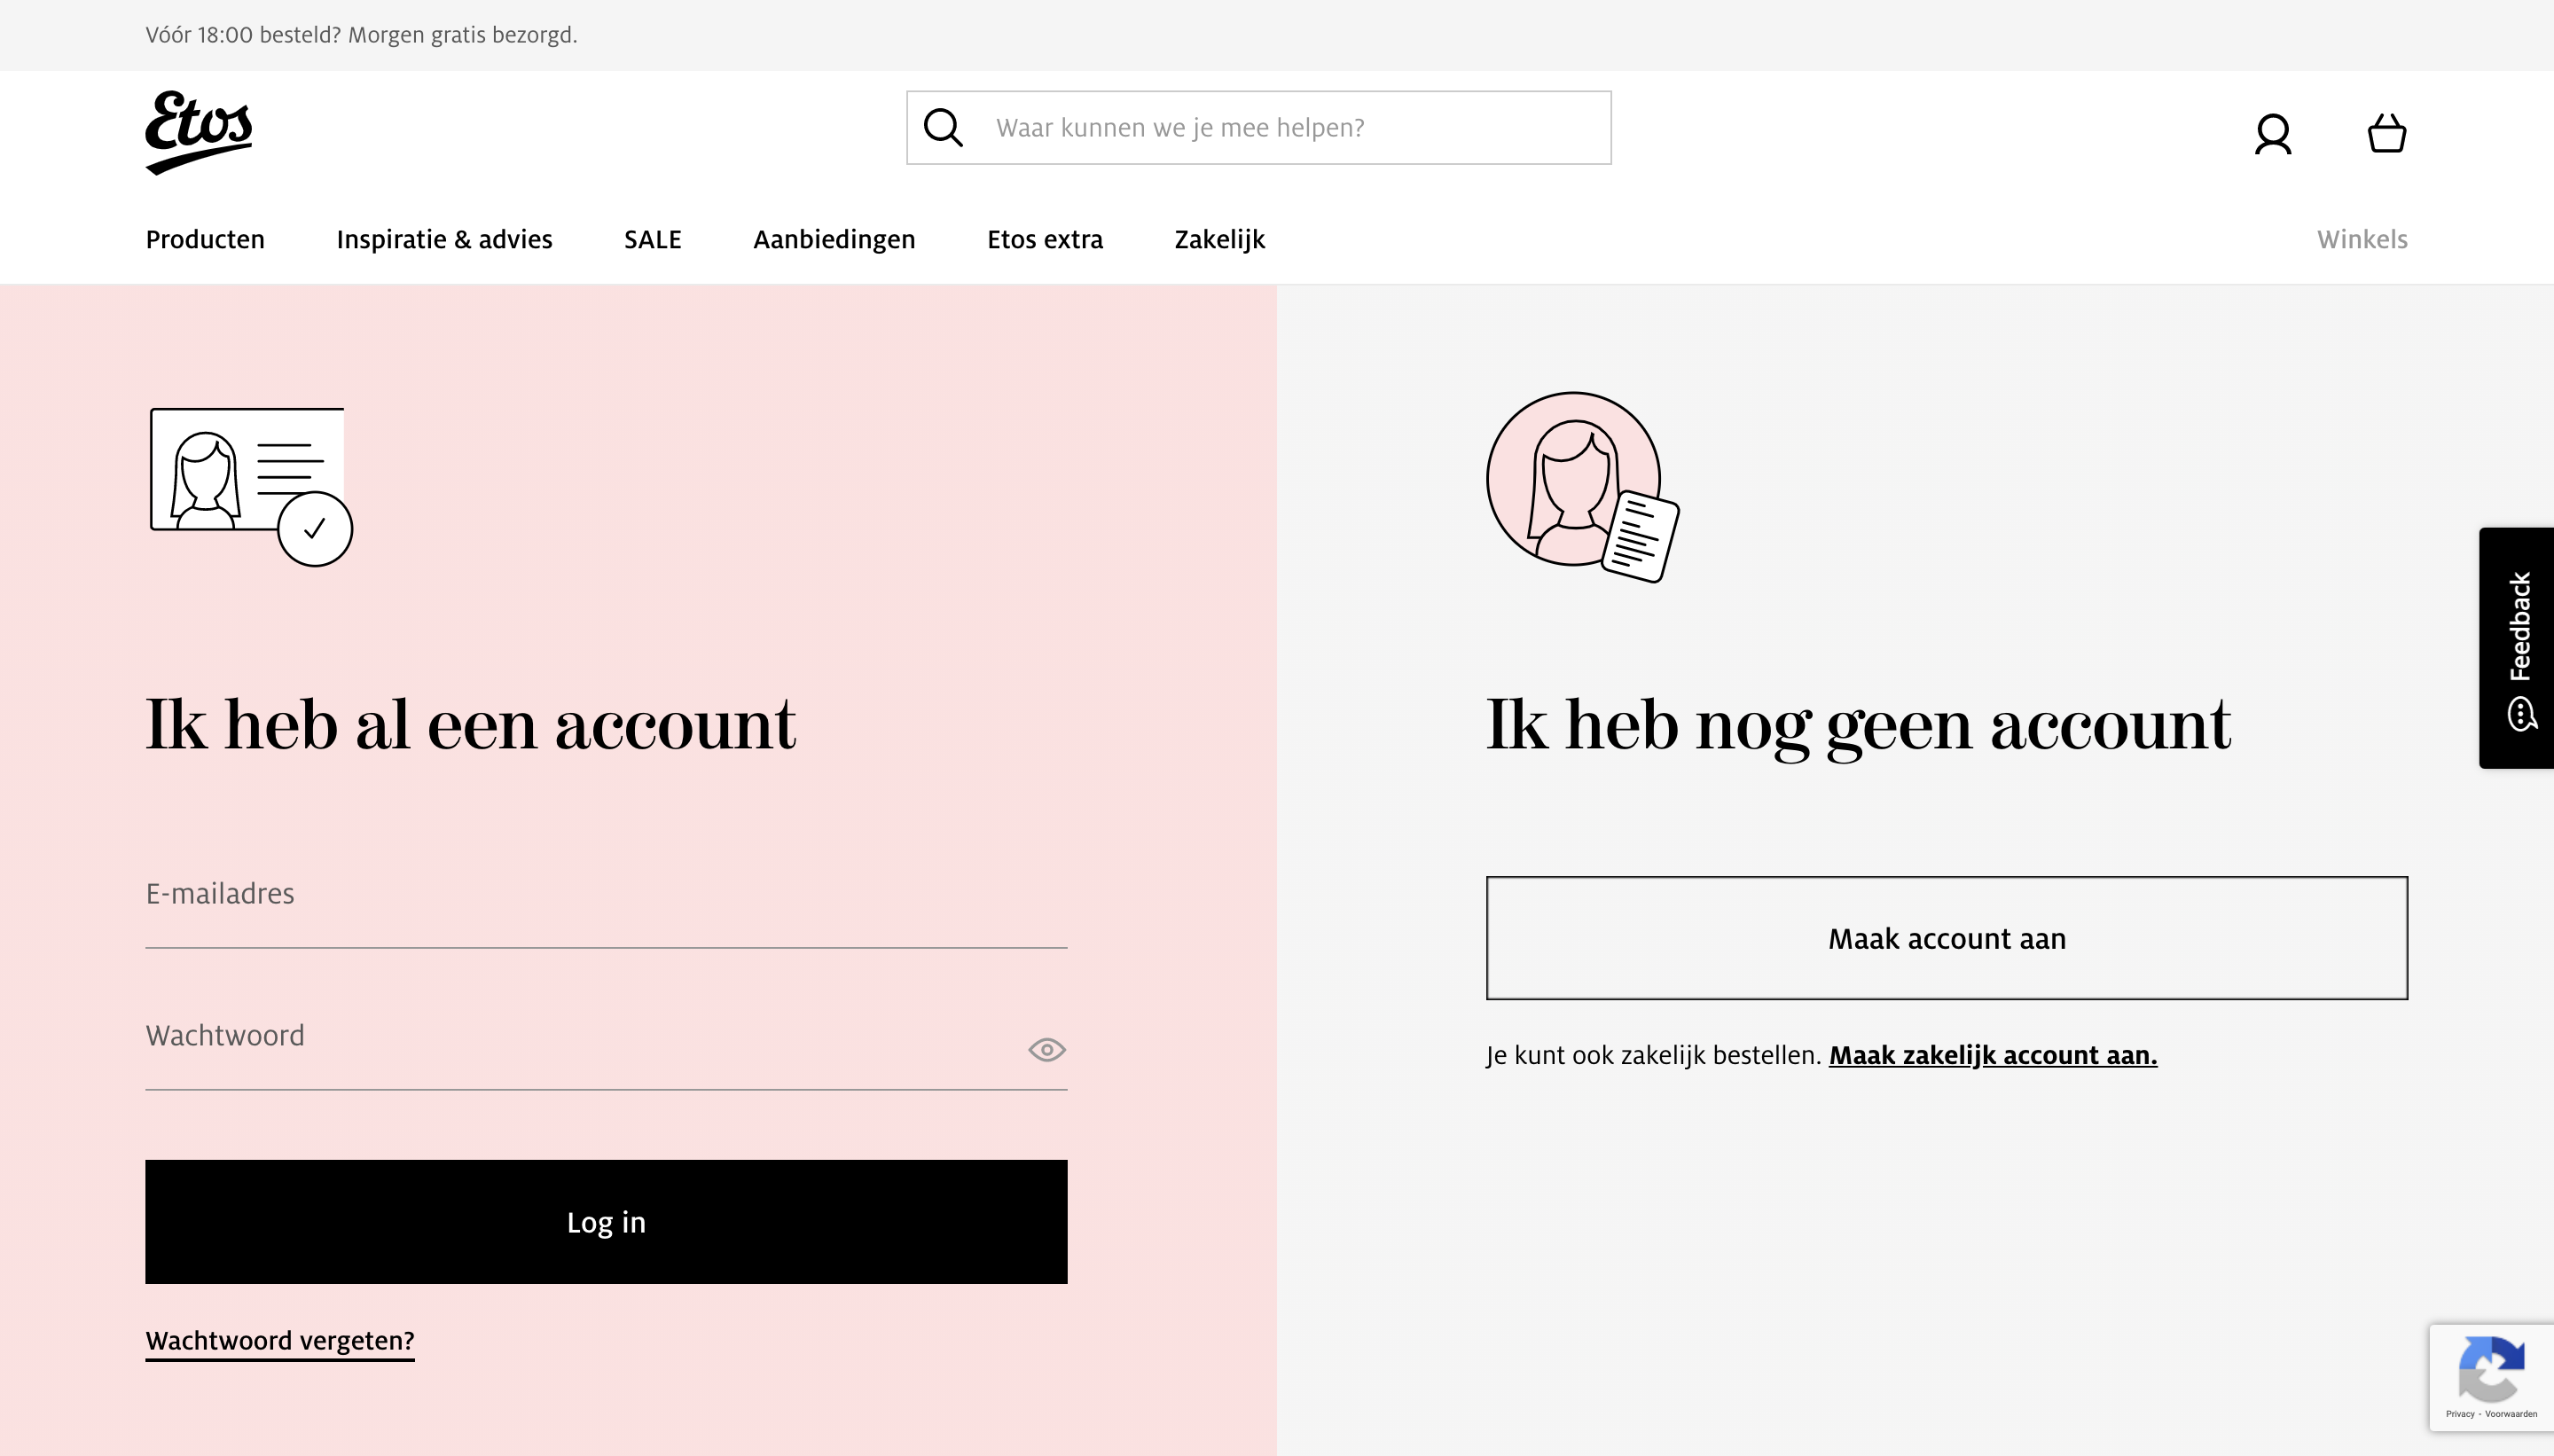 Vóór 18:00 besteld? Morgen gratis bezorgd.
Etos
Waar kunnen we je mee helpen?
Producten
Inspiratie & advies
SALE
Aanbiedingen
Etos extra
Zakelijk
Winkels
Ik heb al een account
E-mailadres
Wachtwoord
Log in
Wachtwoord vergeten?
Ik heb nog geen account
Maak account aan
Je kunt ook zakelijk bestellen. Maak zakelijk account aan.
Feedback
Privacy - Voorwaarden